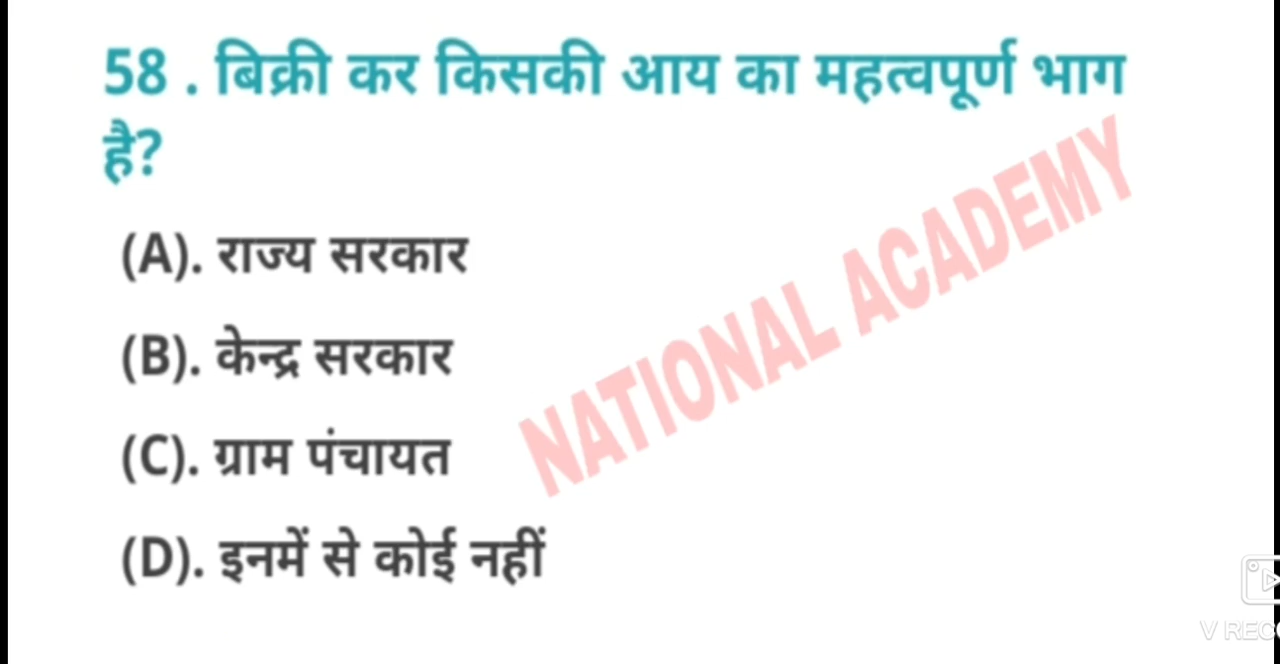 58 . बिक्री कर किसकी आय का महत्वपूर्ण भाग
है?
(A). राज्य सरकार
(B). केन्द्र सरकार
(C). ग्राम पंचायत
(D). इनमें से कोई नहीं
NATIONAL ACADEMY